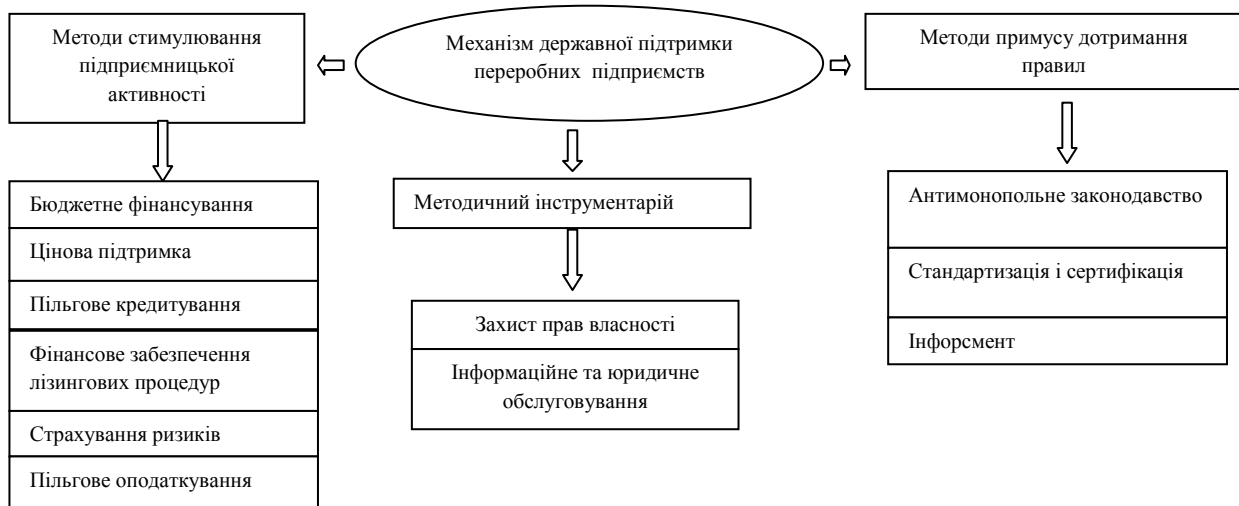 Методи стимулювання
підприємницької
активності
Механізм державної підтримки
переробних підприємств
Методи примусу дотримання
правил
Бюджетне фінансування
Цінова підтримка
Пільгове кредитування
Фінансове забезпечення
лізингових процедур
Страхування ризиків
Пільгове оподаткування
Методичний інструментарій
Захист прав власності
Інформаційне та юридичне
обслуговування
Антимонопольне законодавство
Стандартизація і сертифікація
Інфорсмент